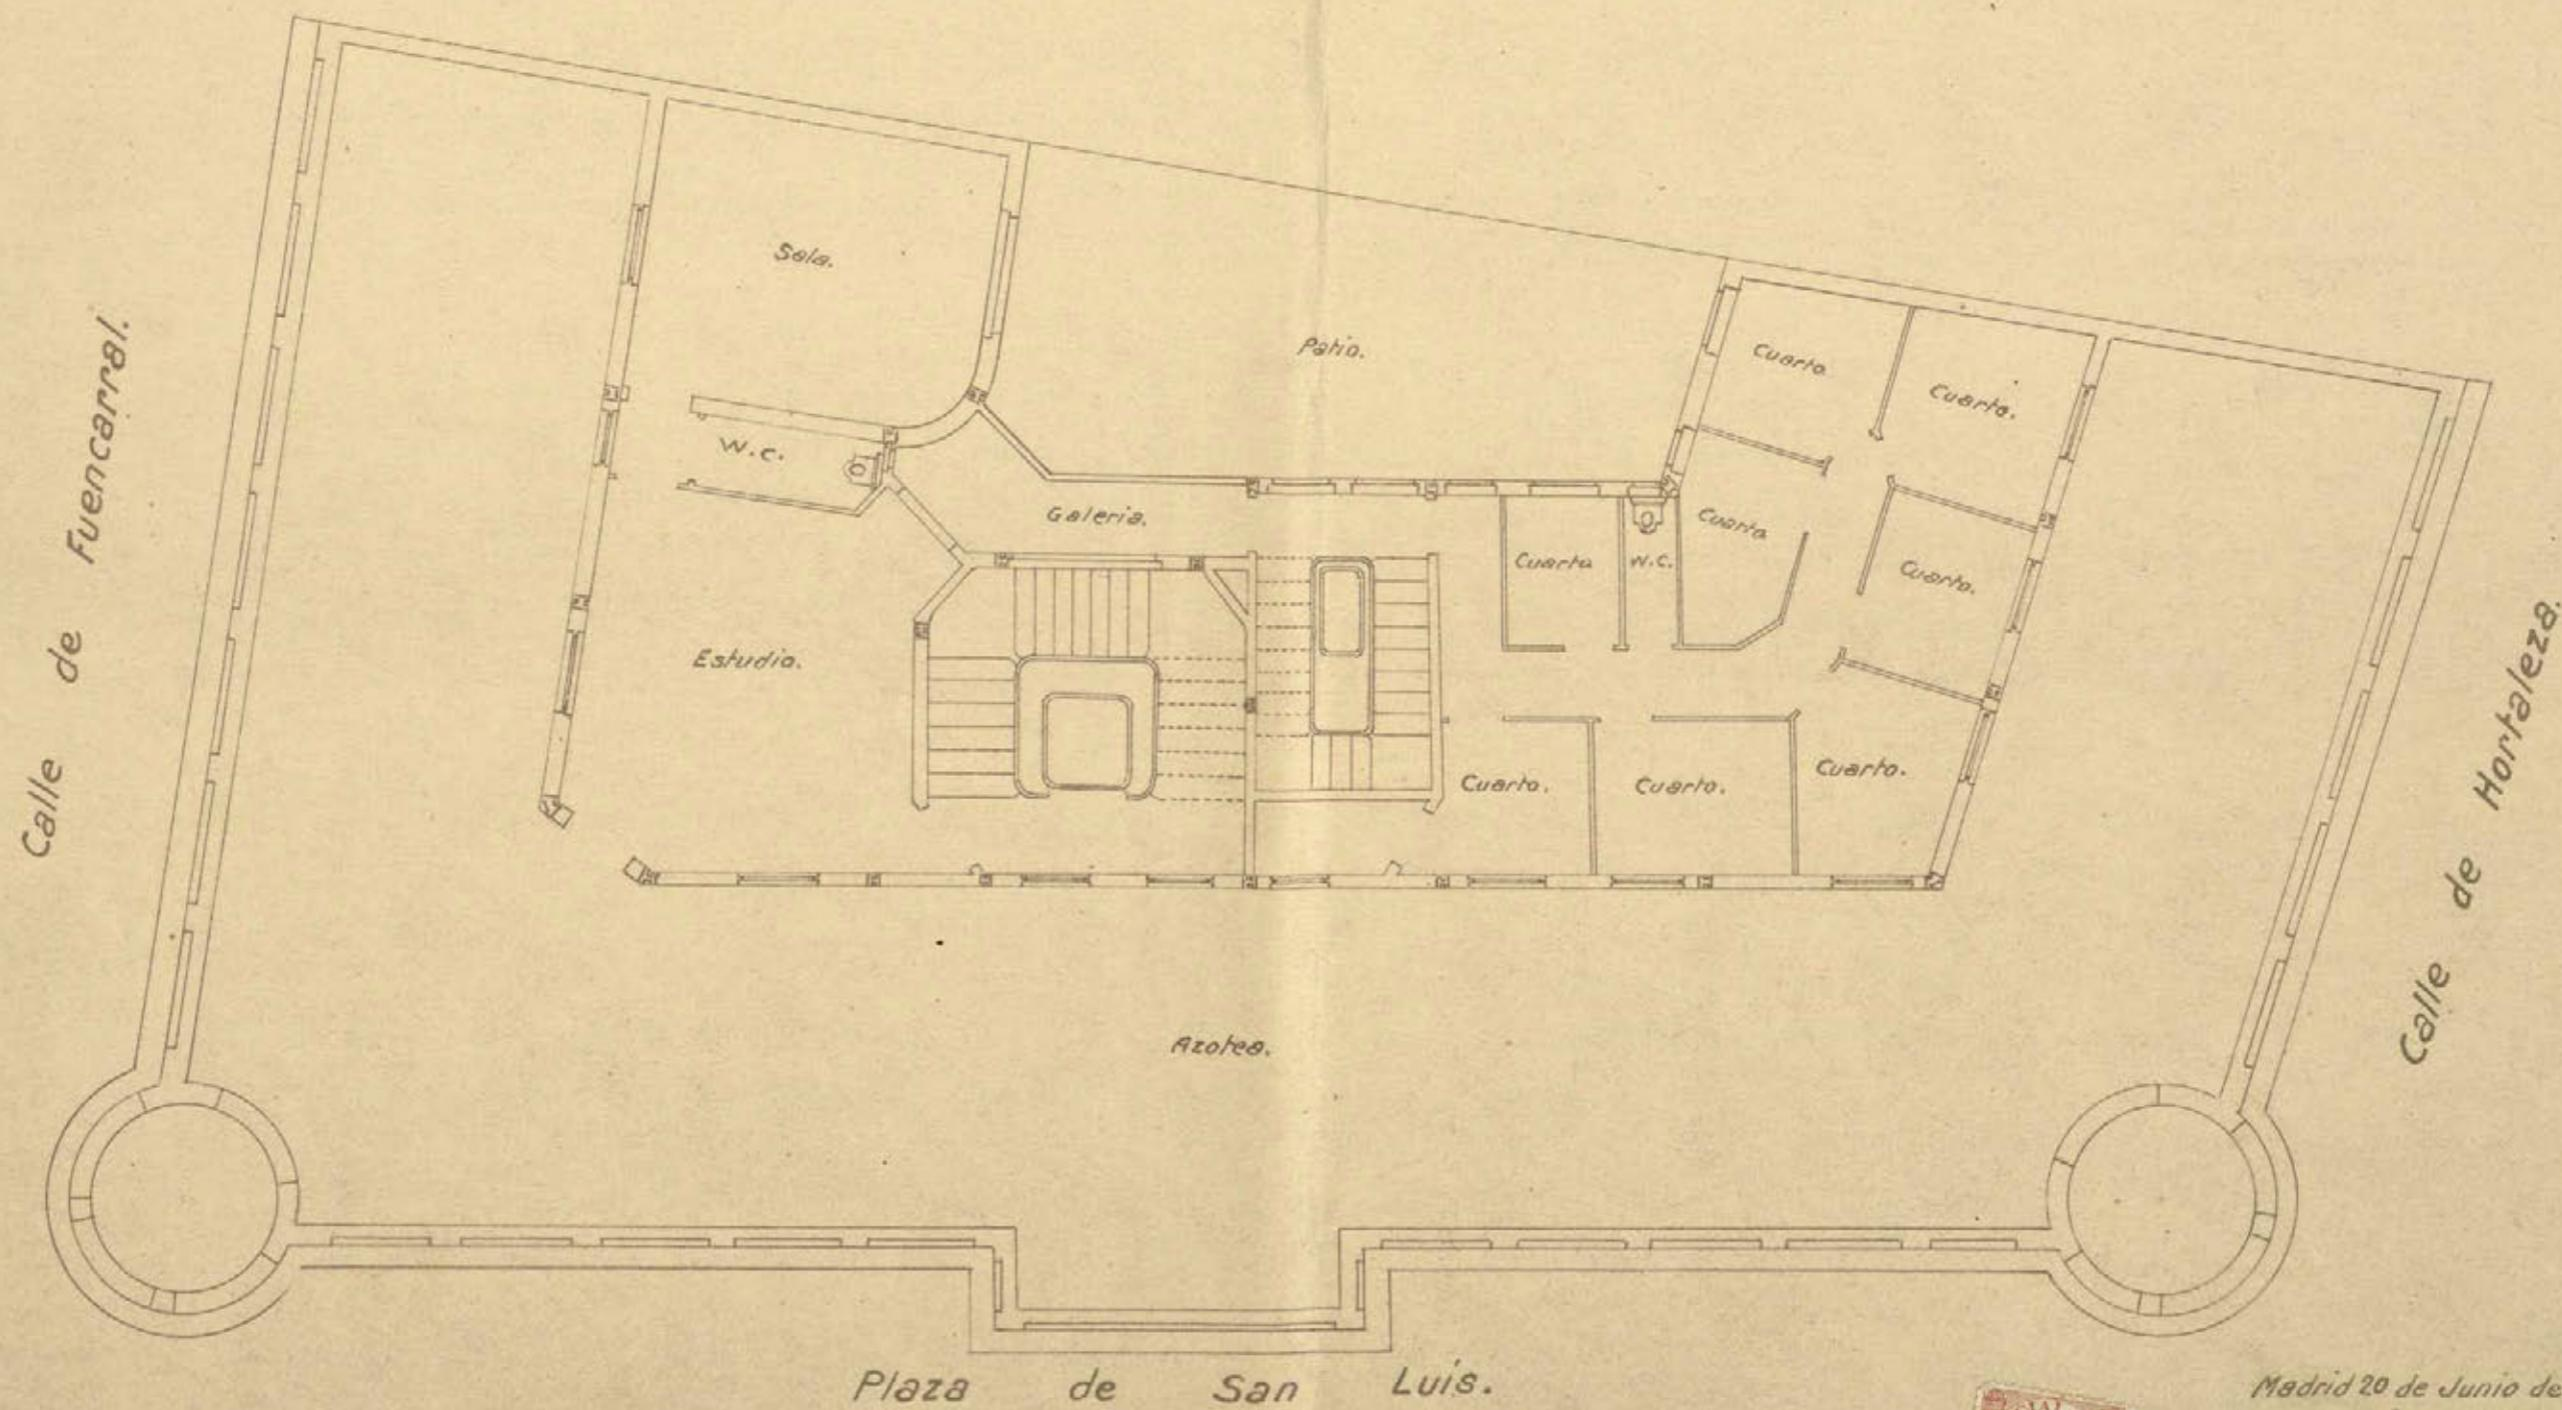 Calle de Fuencarral.
Sala.
Patio.
Cuarto
Cuarto.
W.C.
Galeria.
Cuarto
Cuarto
W.C.
Cuarto.
Estudio.
Cuarto.
Cuarto.
Cuarto.
Calle de Hortaleza.
Azotea.
Plaza de San Luis.
Madrid 20 de Junio de